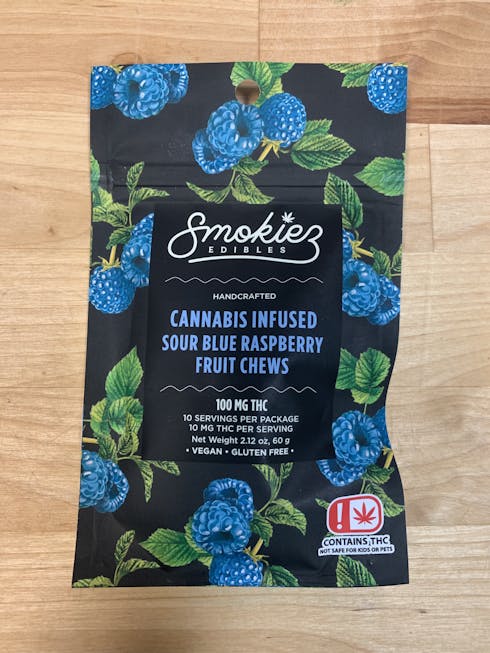 Smokiez
EDIBLES
HANDCRAFTED
CANNABIS INFUSED
SOUR BLUE RASPBERRY
FRUIT CHEWS
100 MG THC
10 SERVINGS PER PACKAGE
10 MG THC PER SERVING
Net Weight 2.12 oz, 60 g
• VEGAN • GLUTEN FREE •
!
CONTAINS THC
NOT SAFE FOR KIDS OR PETS